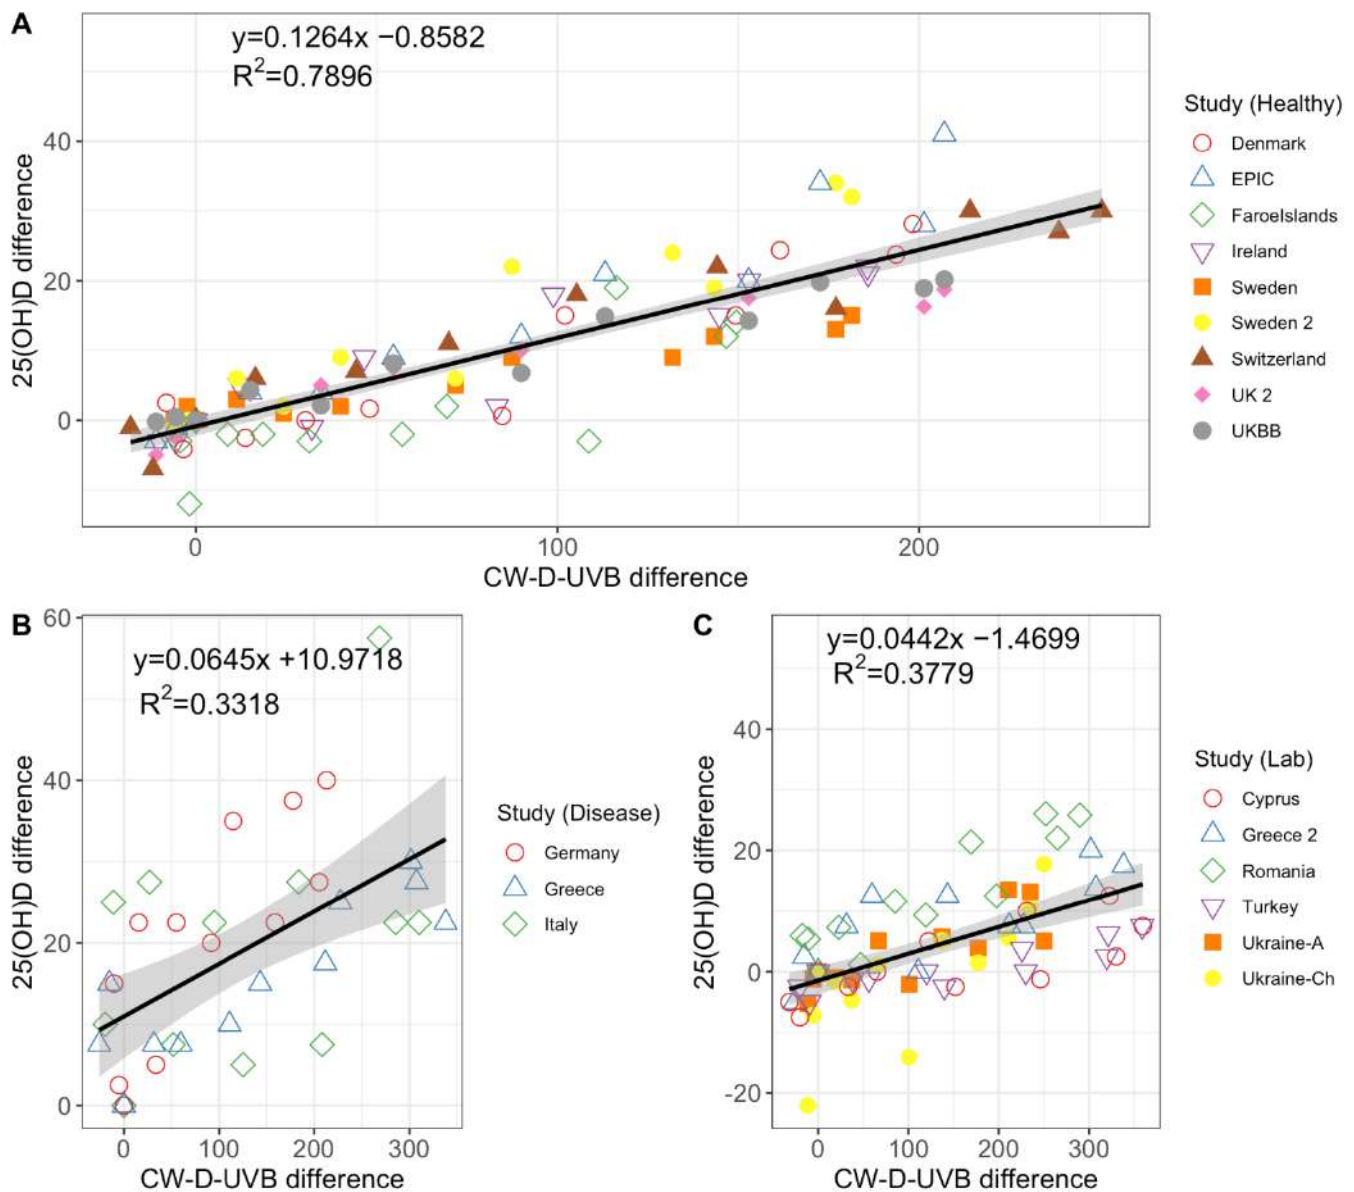 A
y=0.1264x −0.8582
R²=0.7896
25(OH)D difference
40
20
0
0 100 200
CW-D-UVB difference
Study (Healthy)
Denmark
EPIC
FaroeIslands
Ireland
Sweden
Sweden 2
Switzerland
UK 2
UKBB
B
y=0.0645x +10.9718
R²=0.3318
25(OH)D difference
60
40
20
0
0 100 200 300
CW-D-UVB difference
Study (Disease)
Germany
Greece
Italy
C
y=0.0442x −1.4699
R²=0.3779
25(OH)D difference
40
20
0
-20
0 100 200 300
CW-D-UVB difference
Study (Lab)
Cyprus
Greece 2
Romania
Turkey
Ukraine-A
Ukraine-Ch